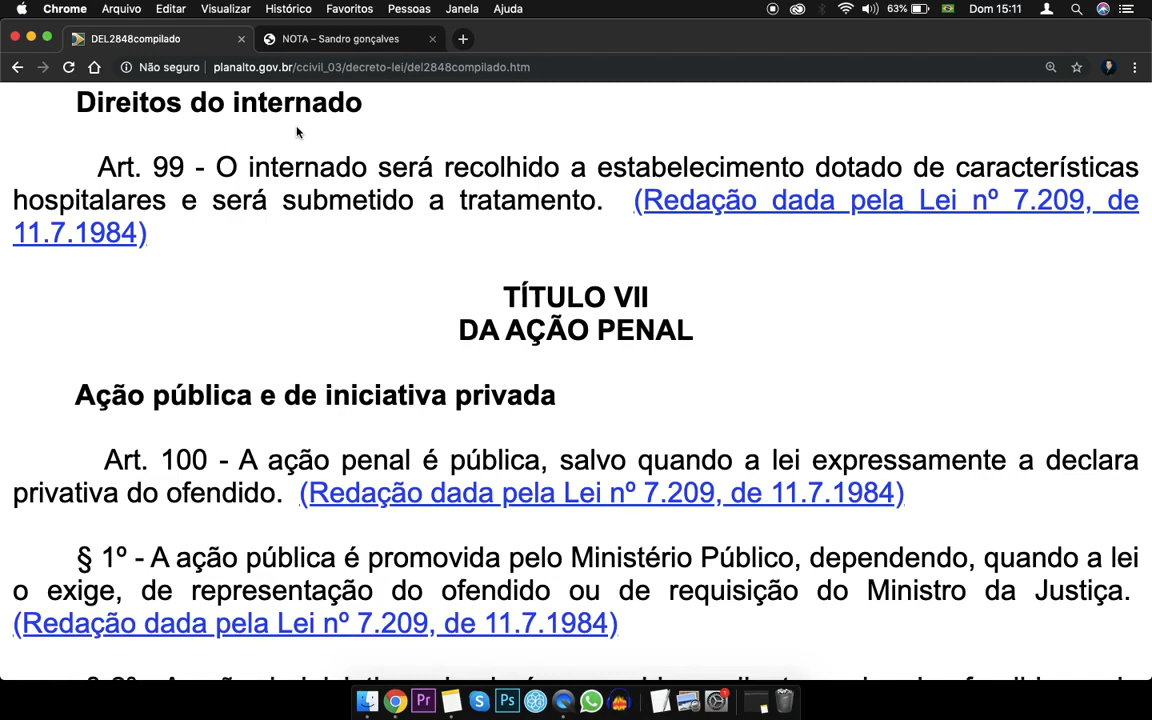 Chrome Arquivo Editar Visualizar Histórico Favoritos Pessoas Janela Ajuda 63% Dom 15:11
DEL2848compilado NOTA – Sandro gonçalves
Não seguro planalto.gov.br/ccivil_03/decreto-lei/del2848compilado.htm
Direitos do internado
Art. 99 - O internado será recolhido a estabelecimento dotado de características
hospitalares e será submetido a tratamento. (Redação dada pela Lei nº 7.209, de
11.7.1984)
TÍTULO VII
DA AÇÃO PENAL
Ação pública e de iniciativa privada
Art. 100 - A ação penal é pública, salvo quando a lei expressamente a declara
privativa do ofendido. (Redação dada pela Lei nº 7.209, de 11.7.1984)
§ 1º - A ação pública é promovida pelo Ministério Público, dependendo, quando a lei
o exige, de representação do ofendido ou de requisição do Ministro da Justiça.
(Redação dada pela Lei nº 7.209, de 11.7.1984)
Pr Ps 1